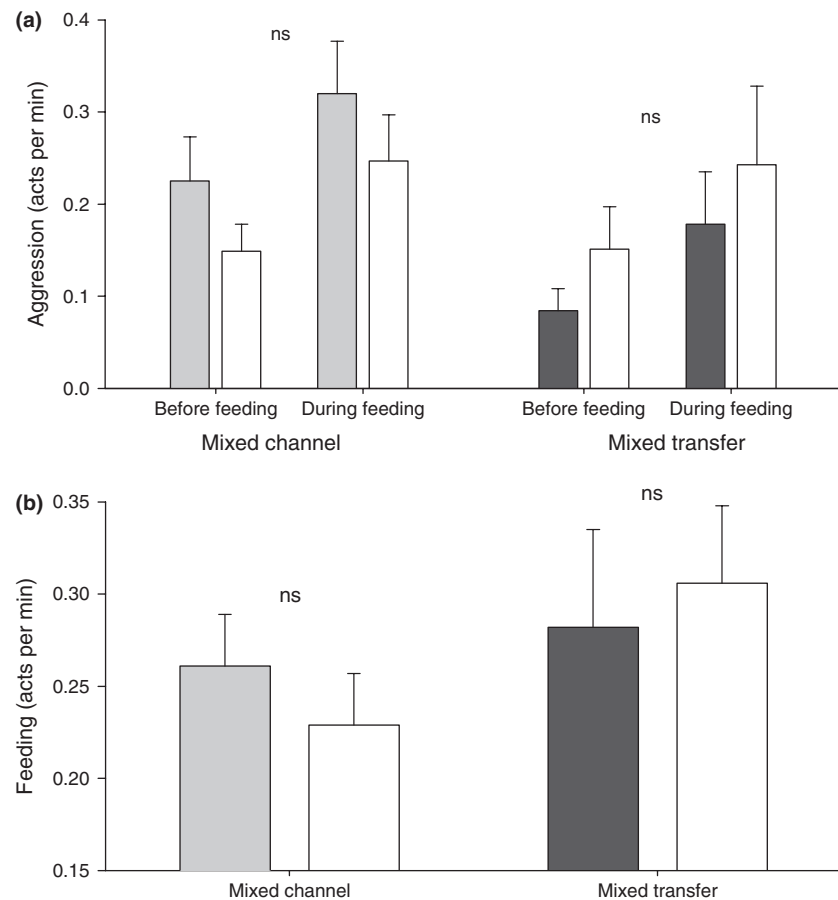 (a)
0.4
0.3
0.2
0.1
0.0
Aggression (acts per min)
ns
ns
Before feeding During feeding Before feeding During feeding
Mixed channel Mixed transfer
(b)
0.35
0.30
0.25
0.20
0.15
Feeding (acts per min)
ns
ns
Mixed channel Mixed transfer